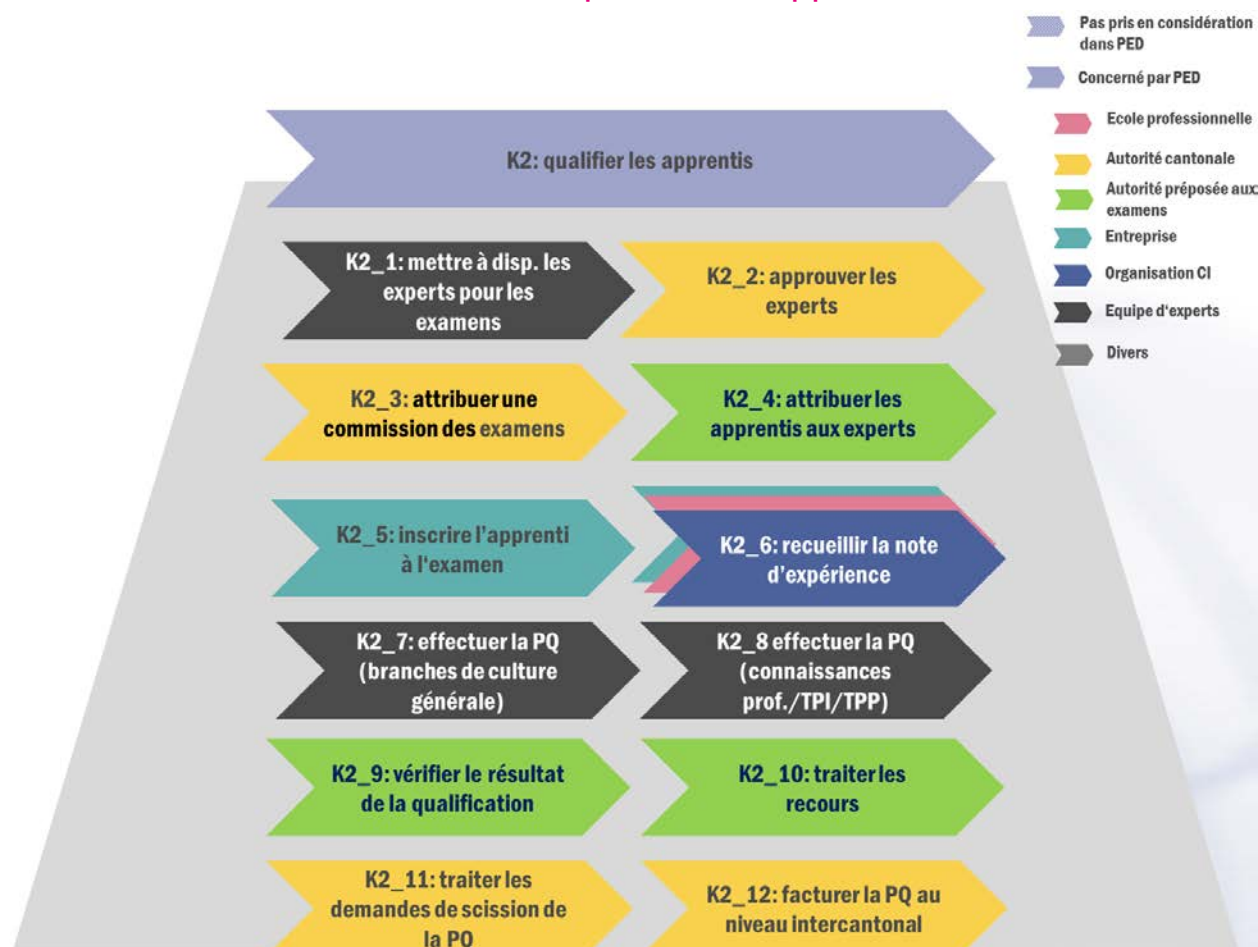 Pas pris en considération
dans PED
Concerné par PED
Ecole professionnelle
Autorité cantonale
Autorité préposée aux
examens
Entreprise
Organisation CI
Equipe d'experts
Divers
K2: qualifier les apprentis
K2_1: mettre à disp. les
experts pour les
examens
K2_2: approuver les
experts
K2_3: attribuer une
commission des examens
K2_4: attribuer les
apprentis aux experts
K2_5: inscrire l'apprenti
à l'examen
K2_6: recueillir la note
d'expérience
K2_7: effectuer la PQ
(branches de culture
générale)
K2_8 effectuer la PQ
(connaissances
prof./TPI/TPP)
K2_9: vérifier le résultat
de la qualification
K2_10: traiter les
recours
K2_11: traiter les
demandes de scission de
la PQ
K2_12: facturer la PQ au
niveau intercantonal